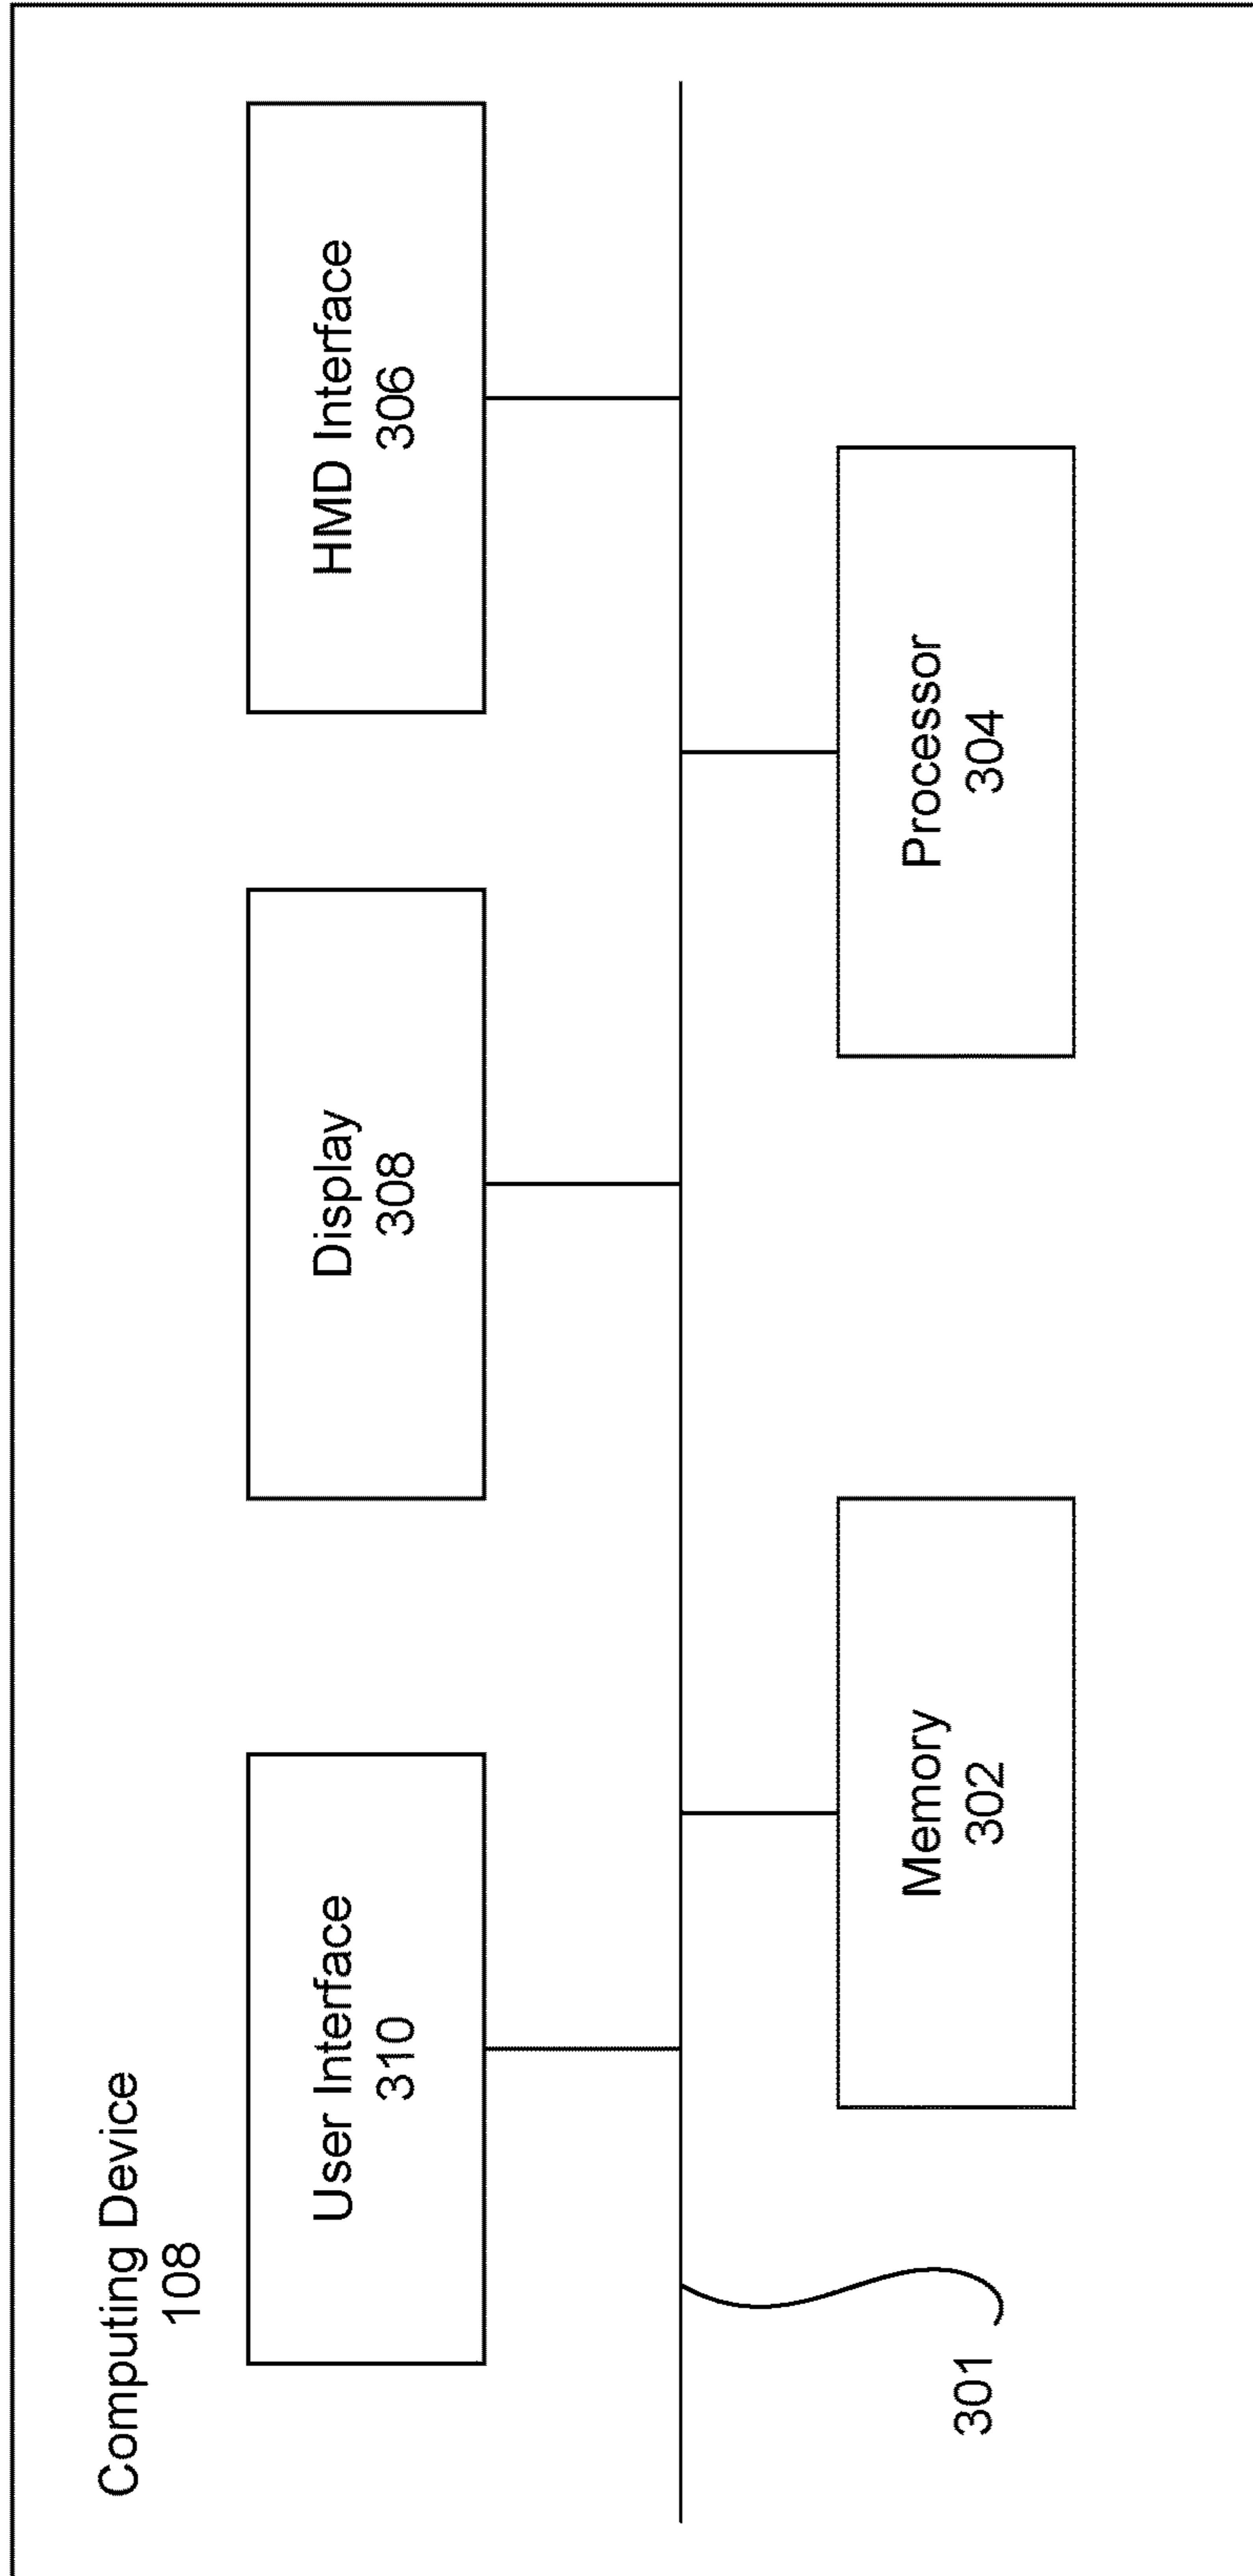 Computing Device
108
User Interface
310
Display
308
HMD Interface
306
301
Memory
302
Processor
304